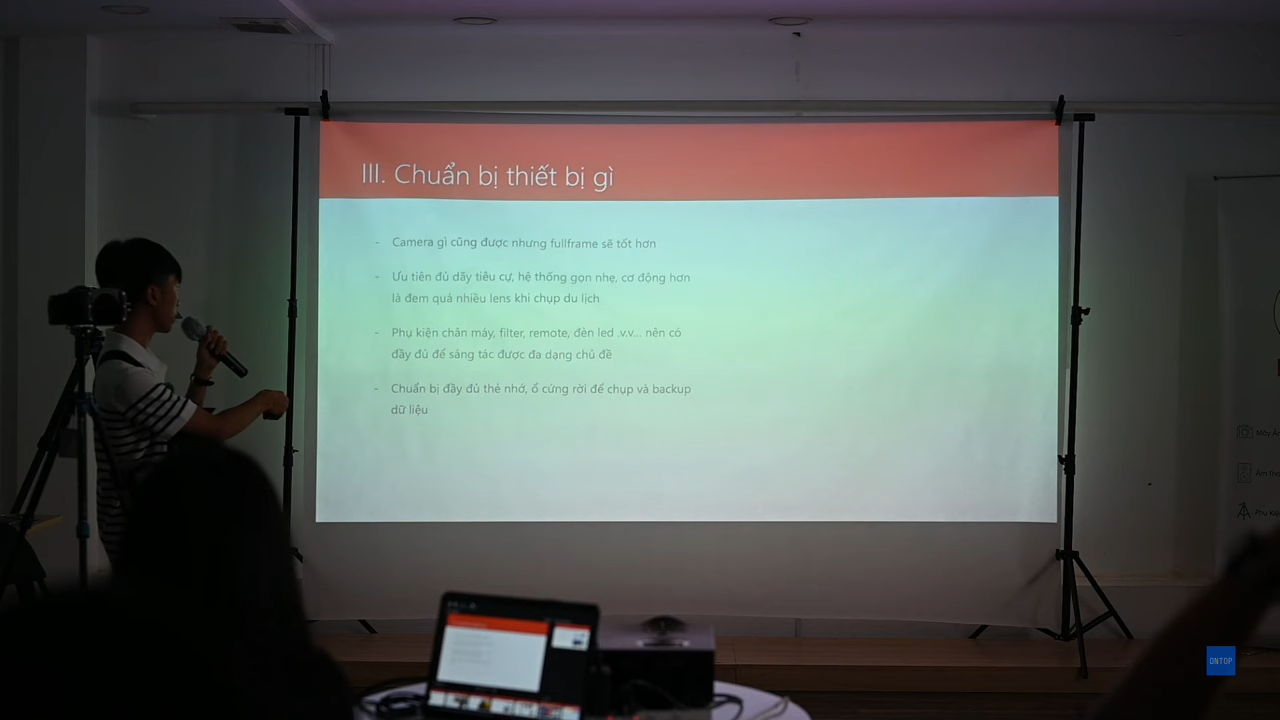 III. Chuẩn bị thiết bị gì
- Camera gì cũng được nhưng fullframe sẽ tốt hơn
- Ưu tiên đủ dãy tiêu cự, hệ thống gọn nhẹ, cơ động hơn
là đem quá nhiều lens khi chụp du lịch
- Phụ kiện chân máy, filter, remote, đèn led .v.v... nên có
đầy đủ để sáng tác được đa dạng chủ đề
- Chuẩn bị đầy đủ thẻ nhớ, ổ cứng rời để chụp và backup
dữ liệu
Máy
Phụ
ONTOP